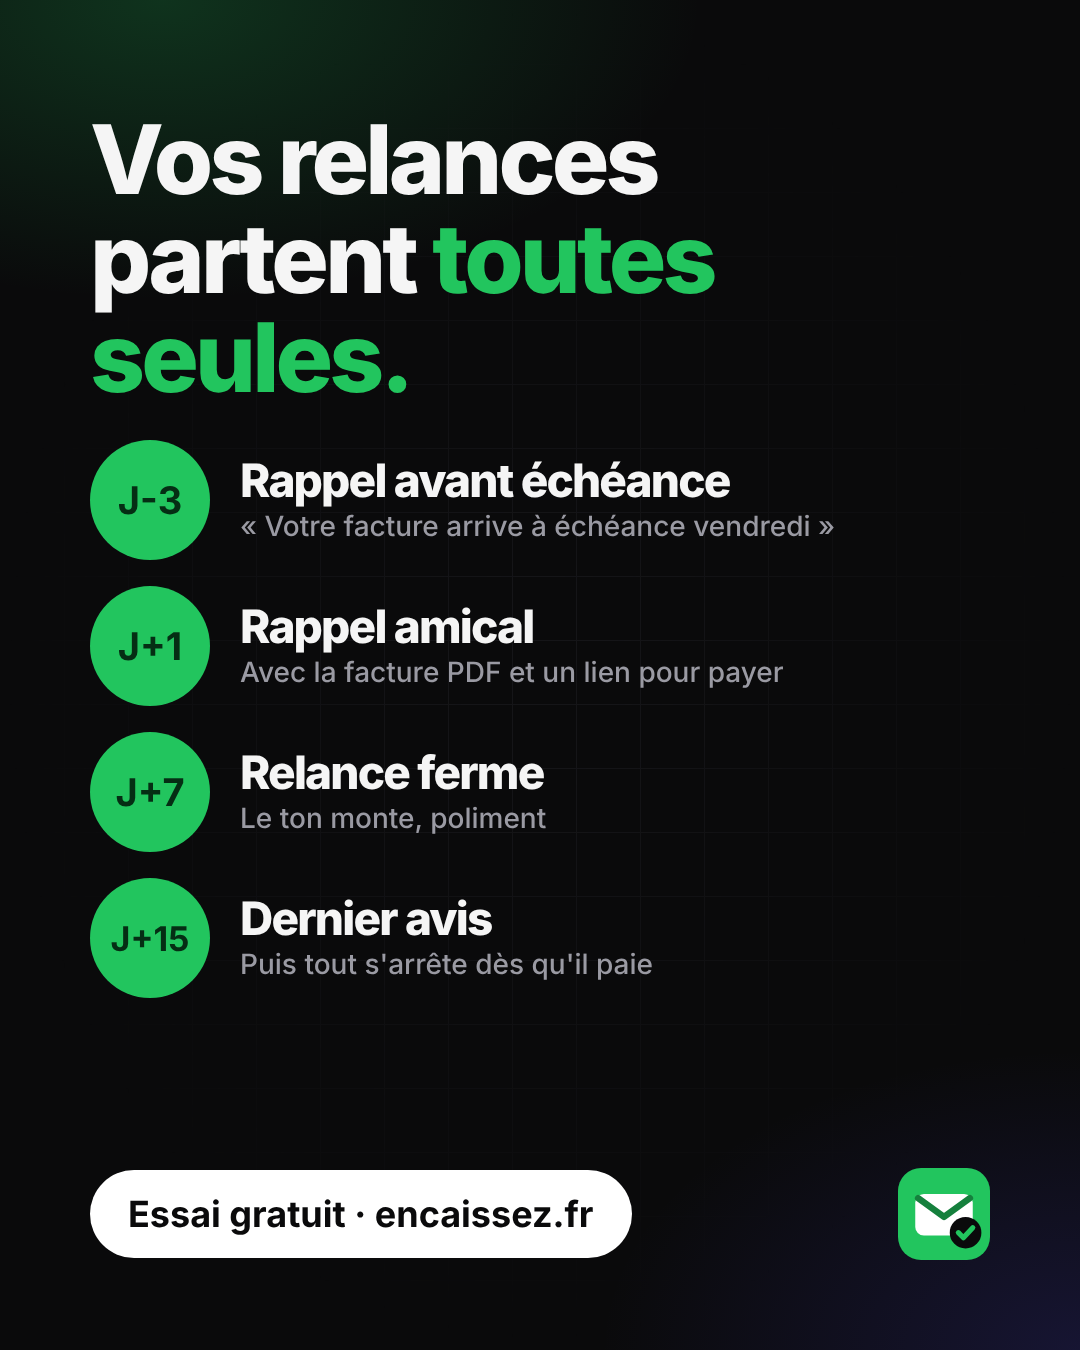 Vos relances
partent toutes
seules.
J-3
Rappel avant échéance
« Votre facture arrive à échéance vendredi »
J+1
Rappel amical
Avec la facture PDF et un lien pour payer
J+7
Relance ferme
Le ton monte, poliment
J+15
Dernier avis
Puis tout s'arrête dès qu'il paie
Essai gratuit · encaissez.fr